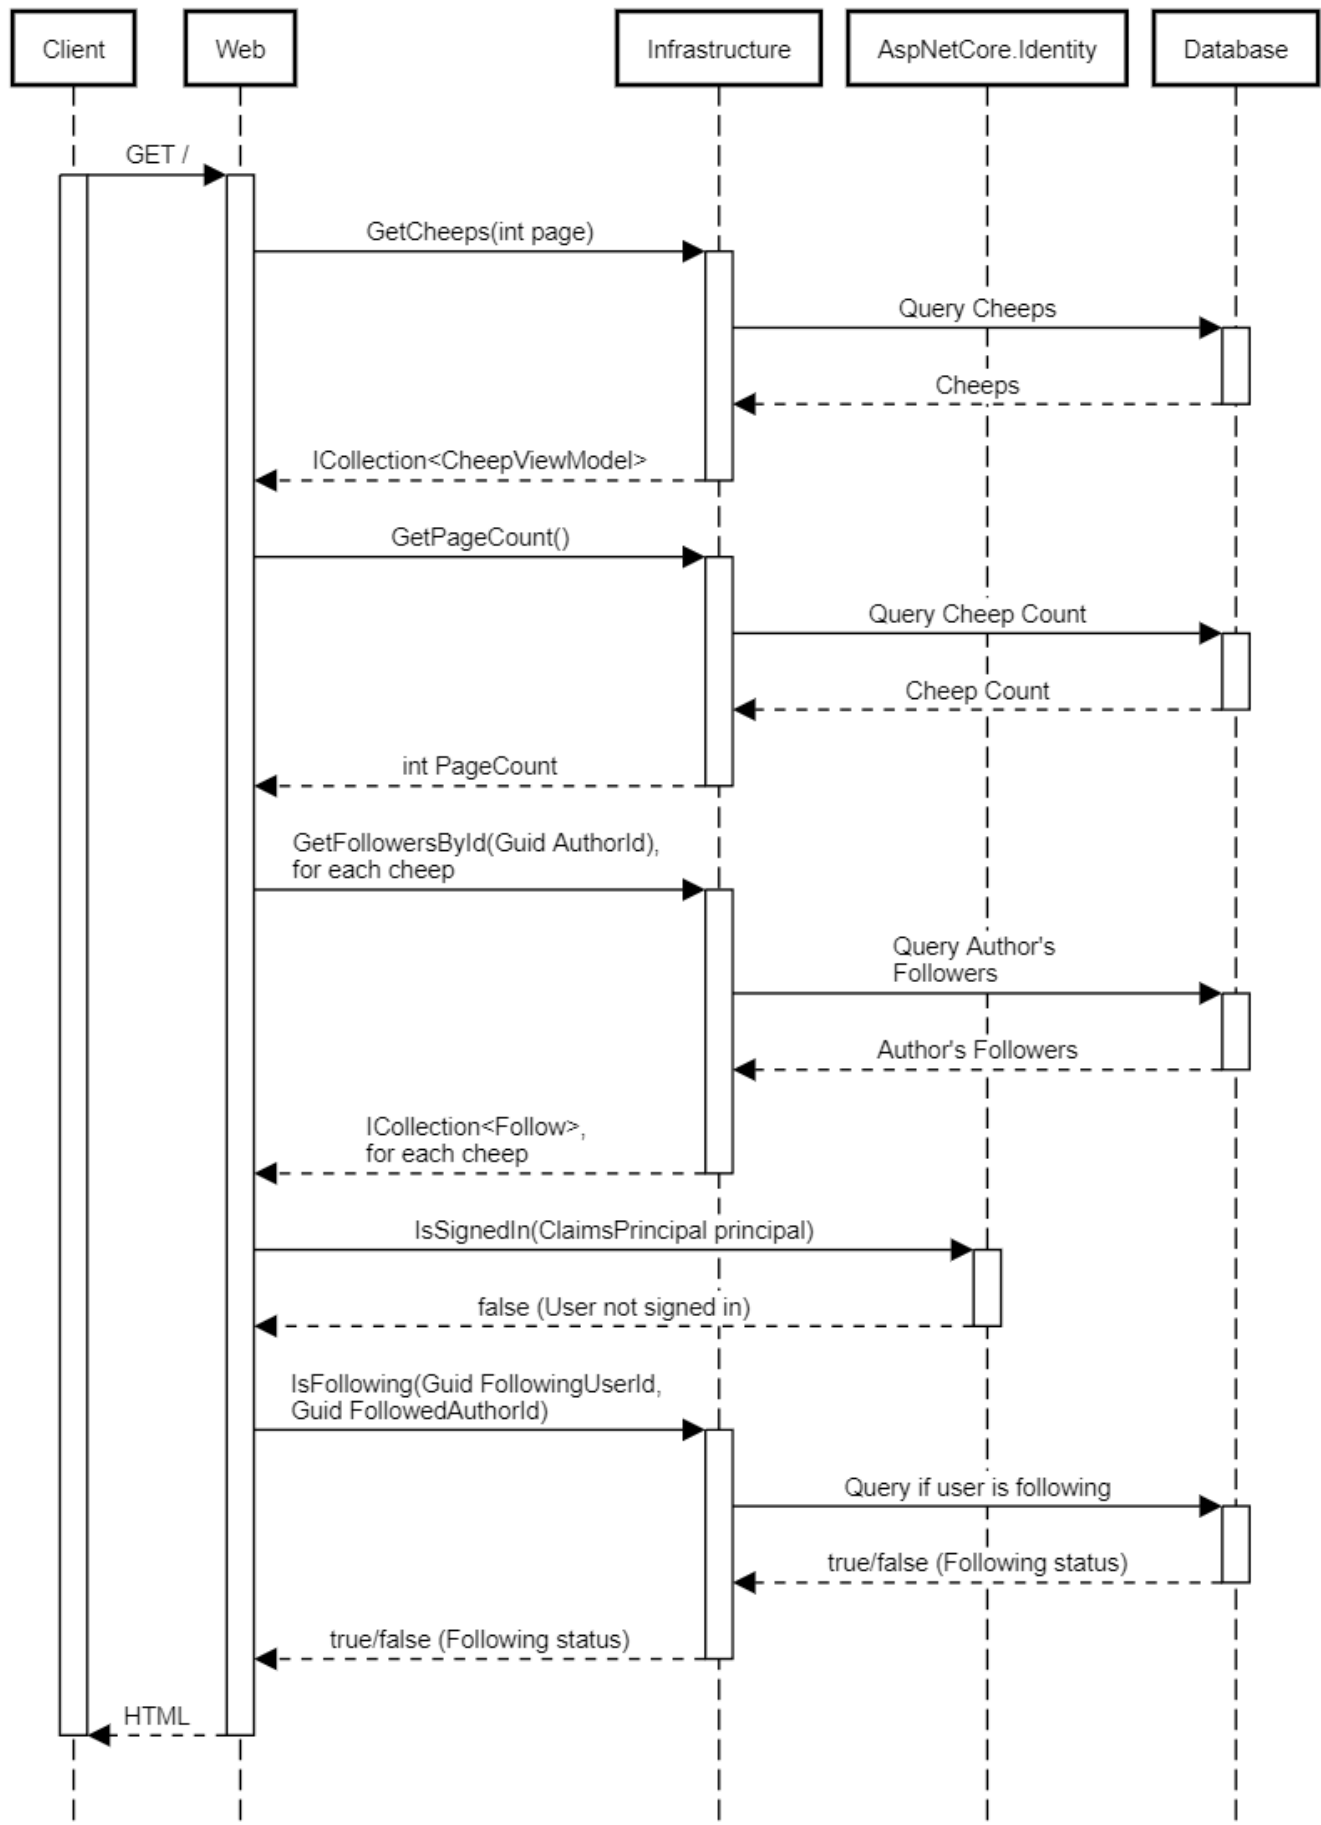 Client
Web
Infrastructure
AspNetCore.Identity
Database
GET /
GetCheeps(int page)
Query Cheeps
Cheeps
ICollection<CheepViewModel>
GetPageCount()
Query Cheep Count
Cheep Count
int PageCount
GetFollowersById(Guid AuthorId),
for each cheep
Query Author's
Followers
Author's Followers
ICollection<Follow>,
for each cheep
IsSignedIn(ClaimsPrincipal principal)
false (User not signed in)
IsFollowing(Guid FollowingUserId,
Guid FollowedAuthorId)
Query if user is following
true/false (Following status)
true/false (Following status)
HTML